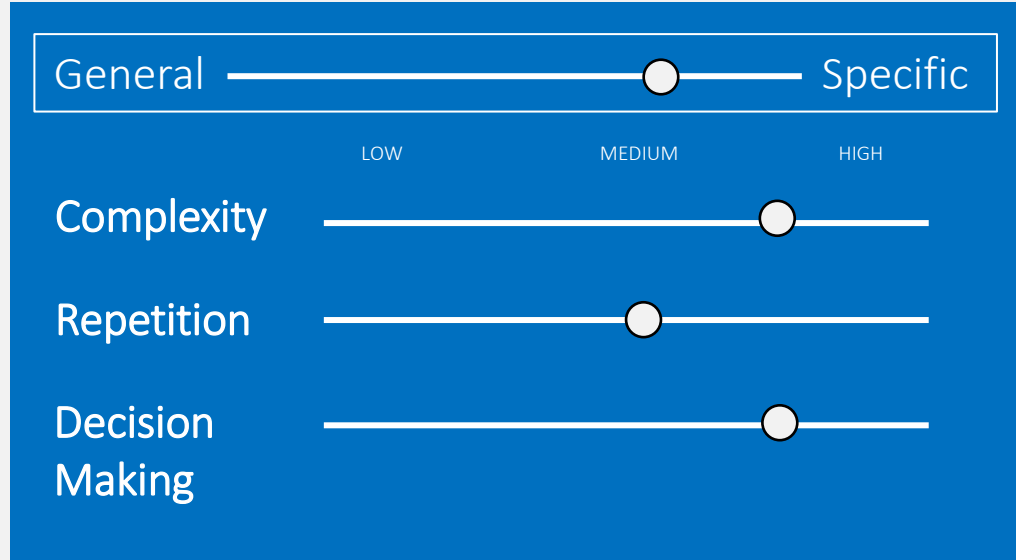 General Specific
LOW MEDIUM HIGH
Complexity
Repetition
Decision
Making